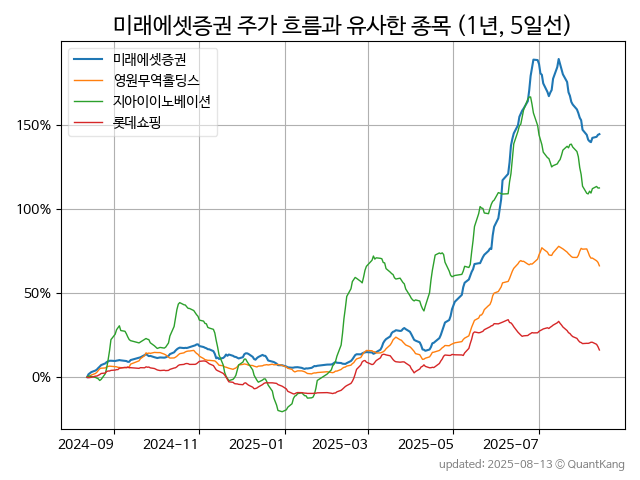 미래에셋증권 주가 흐름과 유사한 종목 (1년, 5일선)
미래에셋증권
영원무역홀딩스
지아이이노베이션
롯데쇼핑
150%
100%
50%
0%
2024-09 2024-11 2025-01 2025-03 2025-05 2025-07
updated: 2025-08-13 © QuantKang